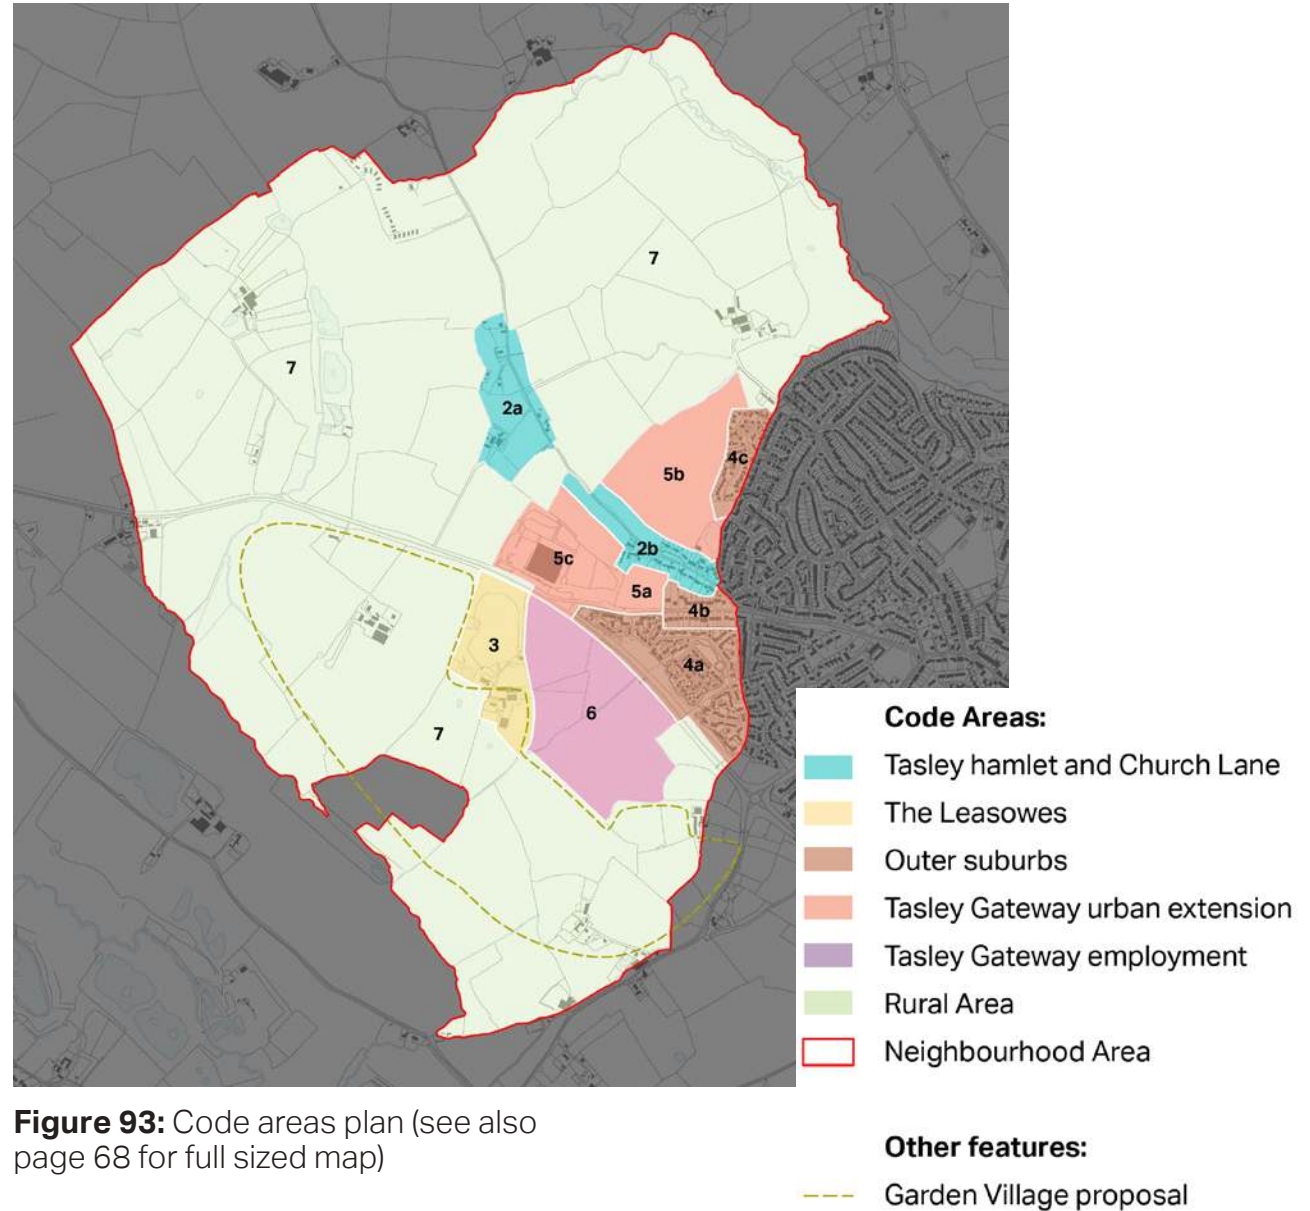 7
7
2a
4c
5b
2b
5c
5a
4b
3
4a
6
7
Code Areas:
Tasley hamlet and Church Lane
The Leasowes
Outer suburbs
Tasley Gateway urban extension
Tasley Gateway employment
Rural Area
Neighbourhood Area
Other features:
Garden Village proposal
Figure 93: Code areas plan (see also
page 68 for full sized map)